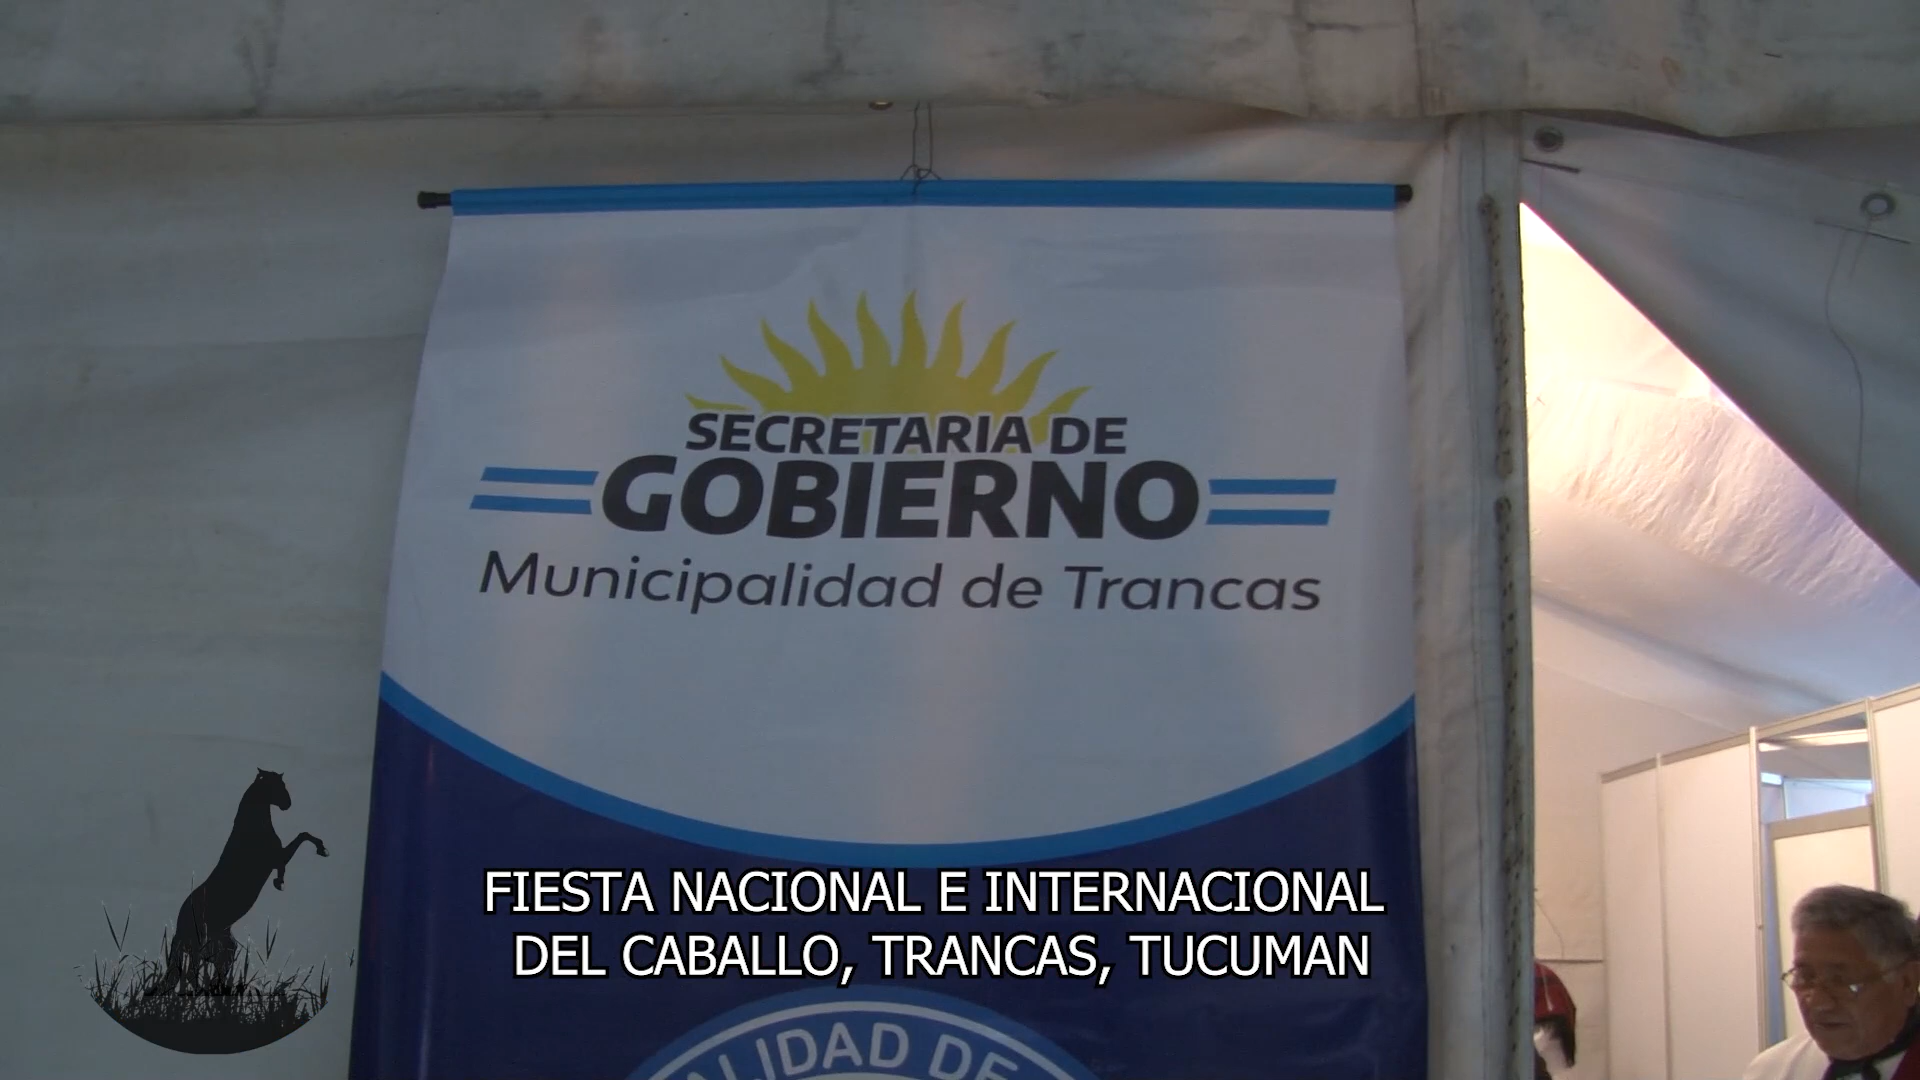 SECRETARIA DE
GOBIERNO
Municipalidad de Trancas
FIESTA NACIONAL E INTERNACIONAL
DEL CABALLO, TRANCAS, TUCUMAN
ALIDAD DE